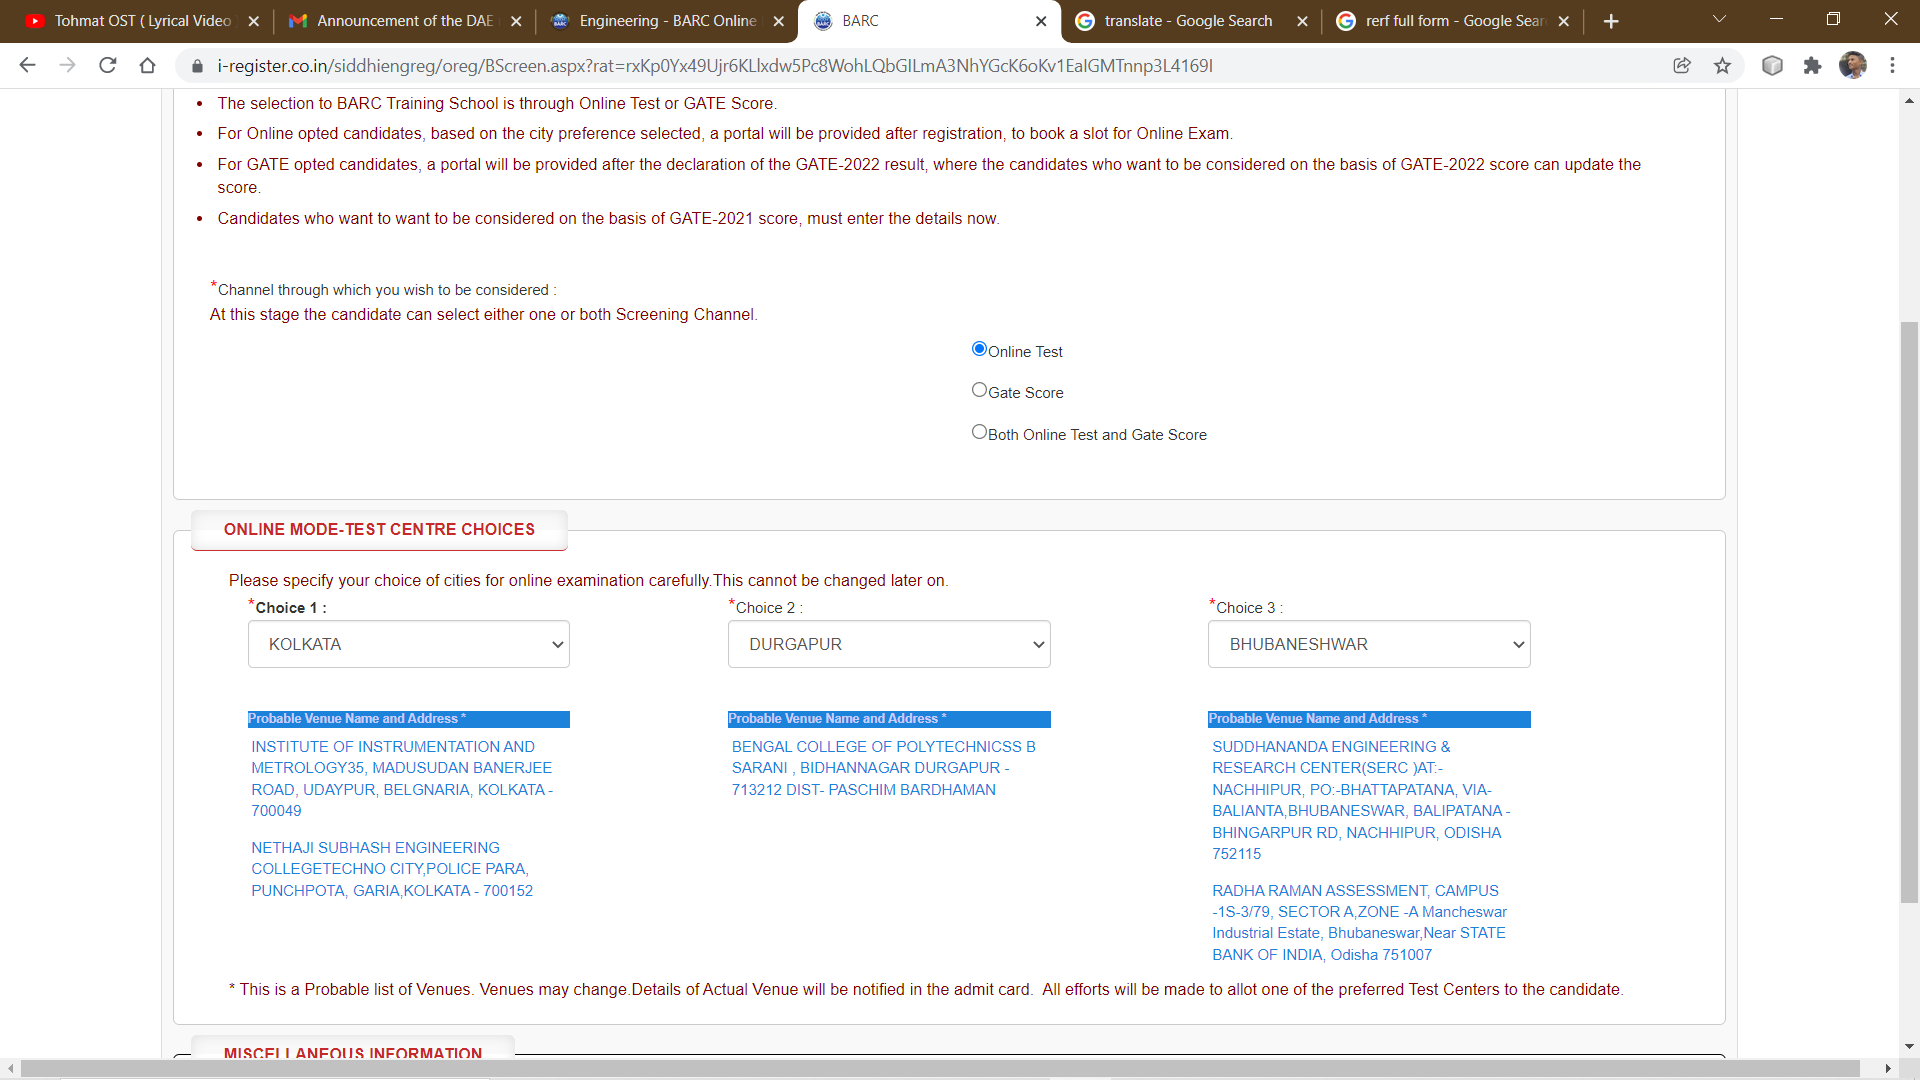 Tohmat OST ( Lyrical Video
Announcement of the DAE
Engineering - BARC Online
BARC
translate - Google Search
rerf full form - Google Sear
i-register.co.in/siddhiengreg/oreg/BScreen.aspx?rat=rxKp0Yx49Ujr6KLlxdw5Pc8WohLQbGILmA3NhYGcK6oKv1EaIGMTnnp3L4169I
The selection to BARC Training School is through Online Test or GATE Score.
For Online opted candidates, based on the city preference selected, a portal will be provided after registration, to book a slot for Online Exam.
For GATE opted candidates, a portal will be provided after the declaration of the GATE-2022 result, where the candidates who want to be considered on the basis of GATE-2022 score can update the
score.
Candidates who want to want to be considered on the basis of GATE-2021 score, must enter the details now.
*Channel through which you wish to be considered :
At this stage the candidate can select either one or both Screening Channel.
Online Test
Gate Score
Both Online Test and Gate Score
ONLINE MODE-TEST CENTRE CHOICES
Please specify your choice of cities for online examination carefully.This cannot be changed later on.
*Choice 1 :
KOLKATA
Probable Venue Name and Address *
INSTITUTE OF INSTRUMENTATION AND
METROLOGY35, MADUSUDAN BANERJEE
ROAD, UDAYPUR, BELGNARIA, KOLKATA -
700049
NETHAJI SUBHASH ENGINEERING
COLLEGETECHNO CITY,POLICE PARA,
PUNCHPOTA, GARIA,KOLKATA - 700152
*Choice 2 :
DURGAPUR
Probable Venue Name and Address *
BENGAL COLLEGE OF POLYTECHNICSS B
SARANI , BIDHANNAGAR DURGAPUR -
713212 DIST- PASCHIM BARDHAMAN
*Choice 3 :
BHUBANESHWAR
Probable Venue Name and Address *
SUDDHANANDA ENGINEERING &
RESEARCH CENTER(SERC )AT:-
NACHHIPUR, PO:-BHATTAPATANA, VIA-
BALIANTA,BHUBANESWAR, BALIPATANA -
BHINGARPUR RD, NACHHIPUR, ODISHA
752115
RADHA RAMAN ASSESSMENT, CAMPUS
-1S-3/79, SECTOR A,ZONE -A Mancheswar
Industrial Estate, Bhubaneswar,Near STATE
BANK OF INDIA, Odisha 751007
* This is a Probable list of Venues. Venues may change.Details of Actual Venue will be notified in the admit card.  All efforts will be made to allot one of the preferred Test Centers to the candidate.
MISCELLANEOUS INFORMATION